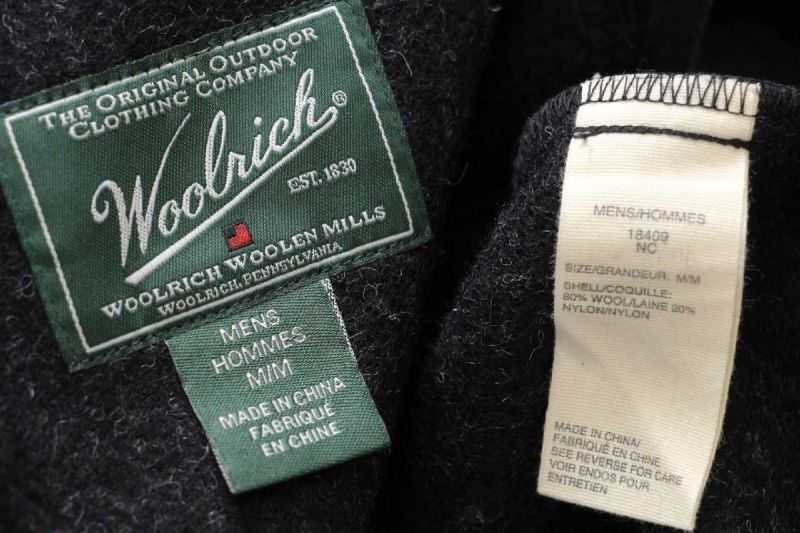 THE ORIGINAL OUTDOOR
CLOTHING COMPANY
Woolrich®
EST. 1830
WOOLRICH WOOLEN MILLS
WOOLRICH, PENNSYLVANIA
MENS
HOMMES
M/M
MADE IN CHINA
FABRIQUÉ
EN CHINE
MENS/HOMMES
18409
NC
SIZE/GRANDEUR: M/M
SHELL/COQUILLE:
80% WOOL/LAINE 20%
NYLON/NYLON
MADE IN CHINA/
FABRIQUÉ EN CHINE
SEE REVERSE FOR CARE
VOIR ENDOS POUR
ENTRETIEN